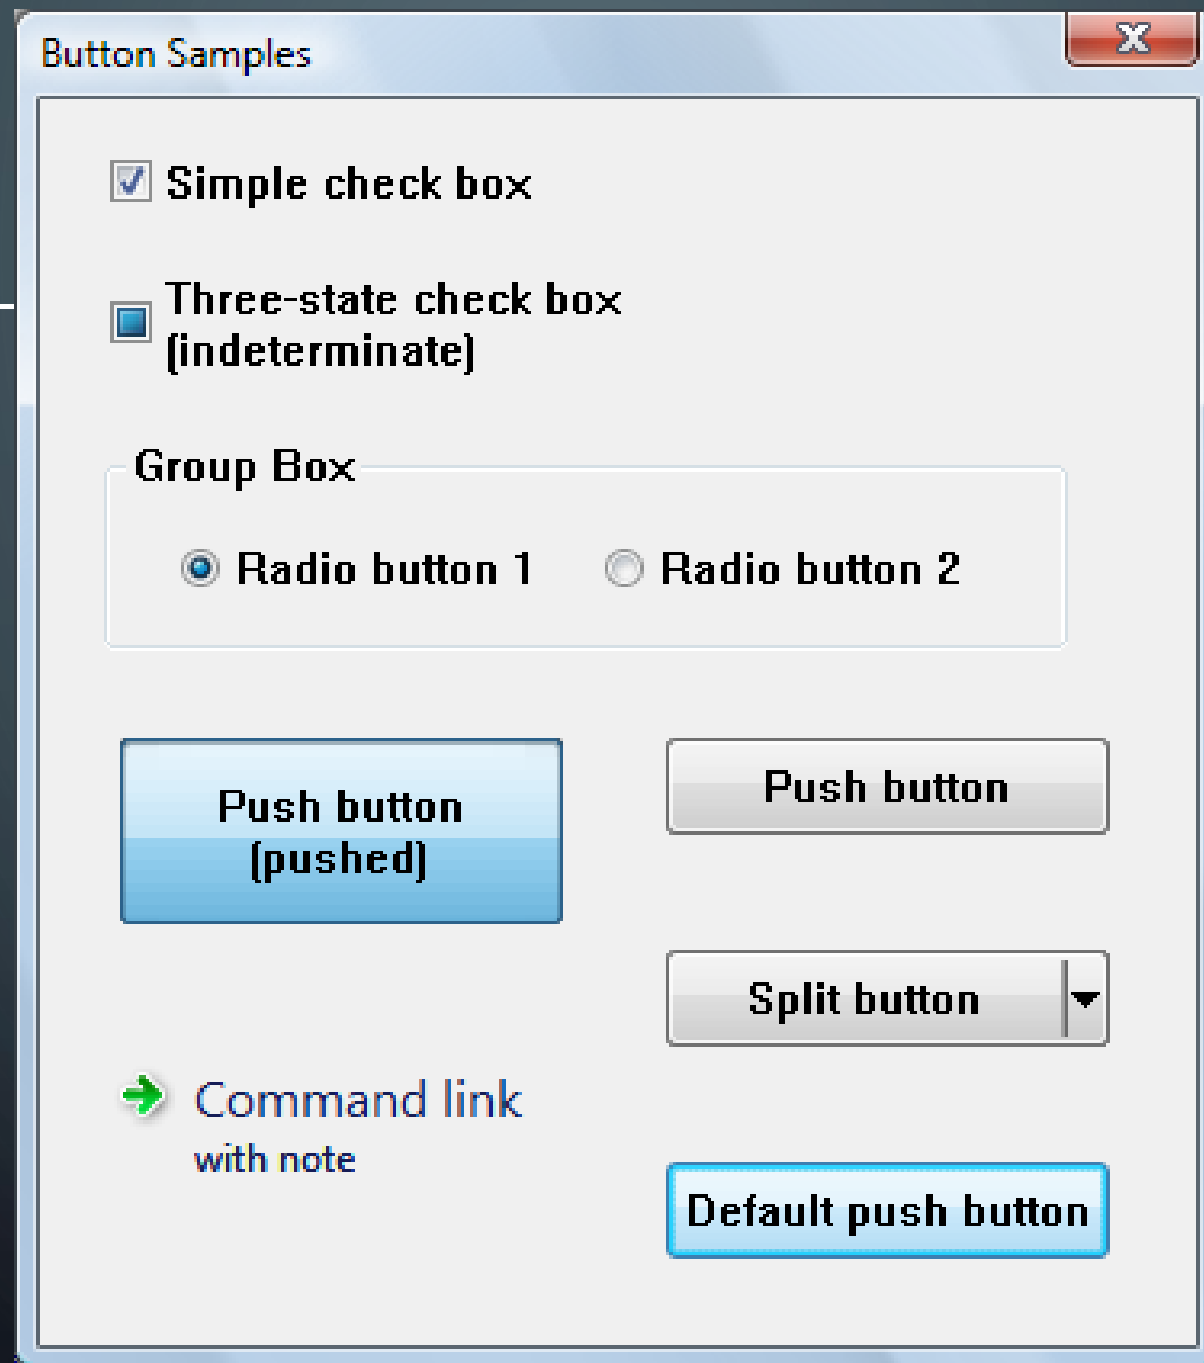 Button Samples
Simple check box
Three-state check box
(indeterminate)
Group Box
Radio button 1
Radio button 2
Push button
(pushed)
Push button
Split button
Command link
with note
Default push button